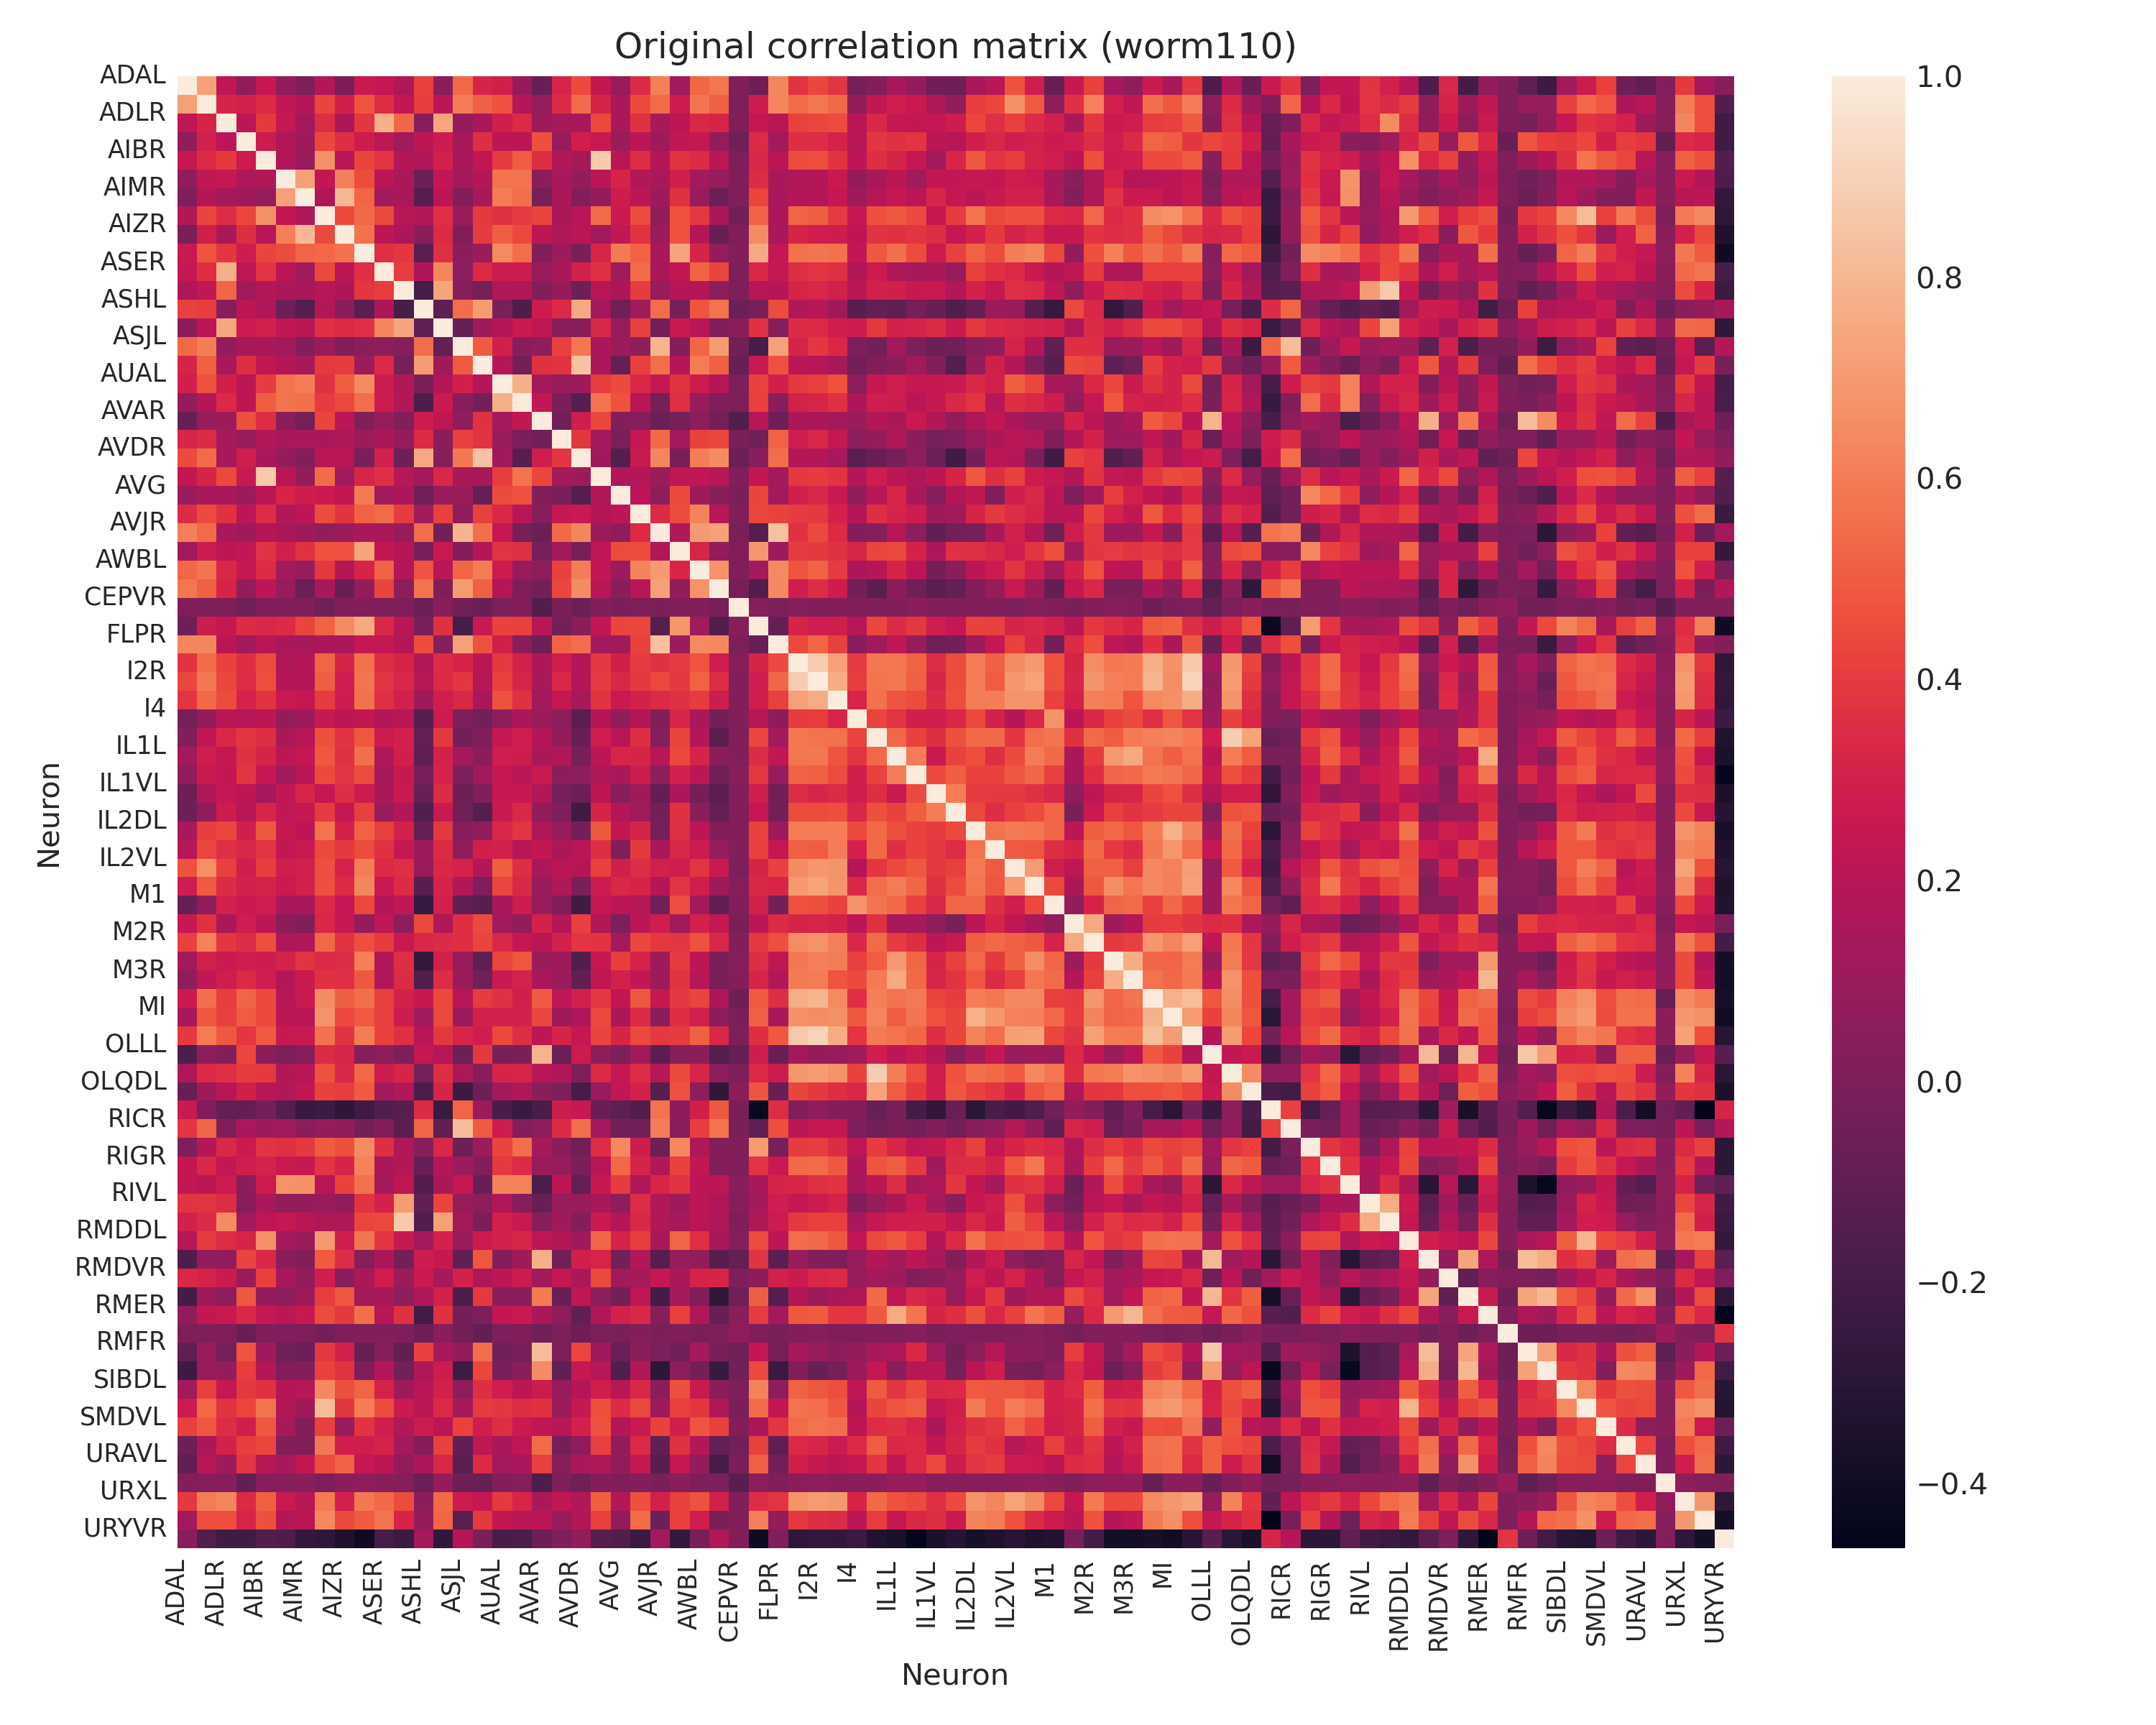 Original correlation matrix (worm110)
Neuron
ADAL
ADLR
AIBR
AIMR
AIZR
ASER
ASHL
ASJL
AUAL
AVAR
AVDR
AVG
AVJR
AWBL
CEPVR
FLPR
I2R
I4
IL1L
IL1VL
IL2DL
IL2VL
M1
M2R
M3R
MI
OLLL
OLQDL
RICR
RIGR
RIVL
RMDDL
RMDVR
RMER
RMFR
SIBDL
SMDVL
URAVL
URXL
URYVR
ADAL
ADLR
AIBR
AIMR
AIZR
ASER
ASHL
ASJL
AUAL
AVAR
AVDR
AVG
AVJR
AWBL
CEPVR
FLPR
I2R
I4
IL1L
IL1VL
IL2DL
IL2VL
M1
M2R
M3R
MI
OLLL
OLQDL
RICR
RIGR
RIVL
RMDDL
RMDVR
RMER
RMFR
SIBDL
SMDVL
URAVL
URXL
URYVR
Neuron
1.0
0.8
0.6
0.4
0.2
0.0
−0.2
−0.4